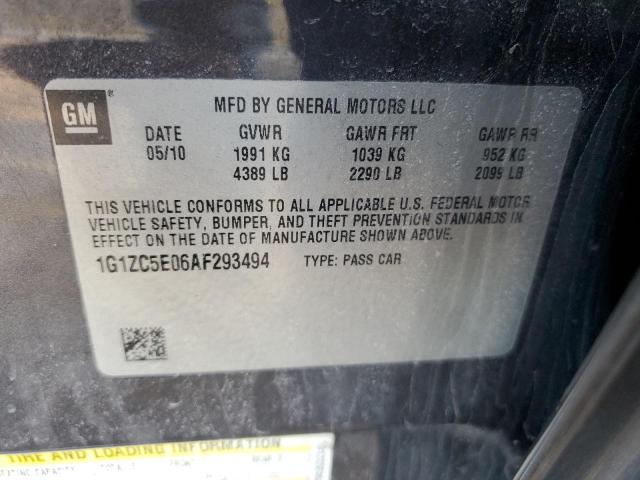 GM ®
MFD BY GENERAL MOTORS LLC
DATE GVWR GAWR FRT GAWR RR
05/10 1991 KG 1039 KG 952 KG
4389 LB 2290 LB 2099 LB
THIS VEHICLE CONFORMS TO ALL APPLICABLE U.S. FEDERAL MOTOR
VEHICLE SAFETY, BUMPER, AND THEFT PREVENTION STANDARDS IN
EFFECT ON THE DATE OF MANUFACTURE SHOWN ABOVE.
1G1ZC5E06AF293494 TYPE: PASS CAR
TIRE AND LOADING INFORMATION